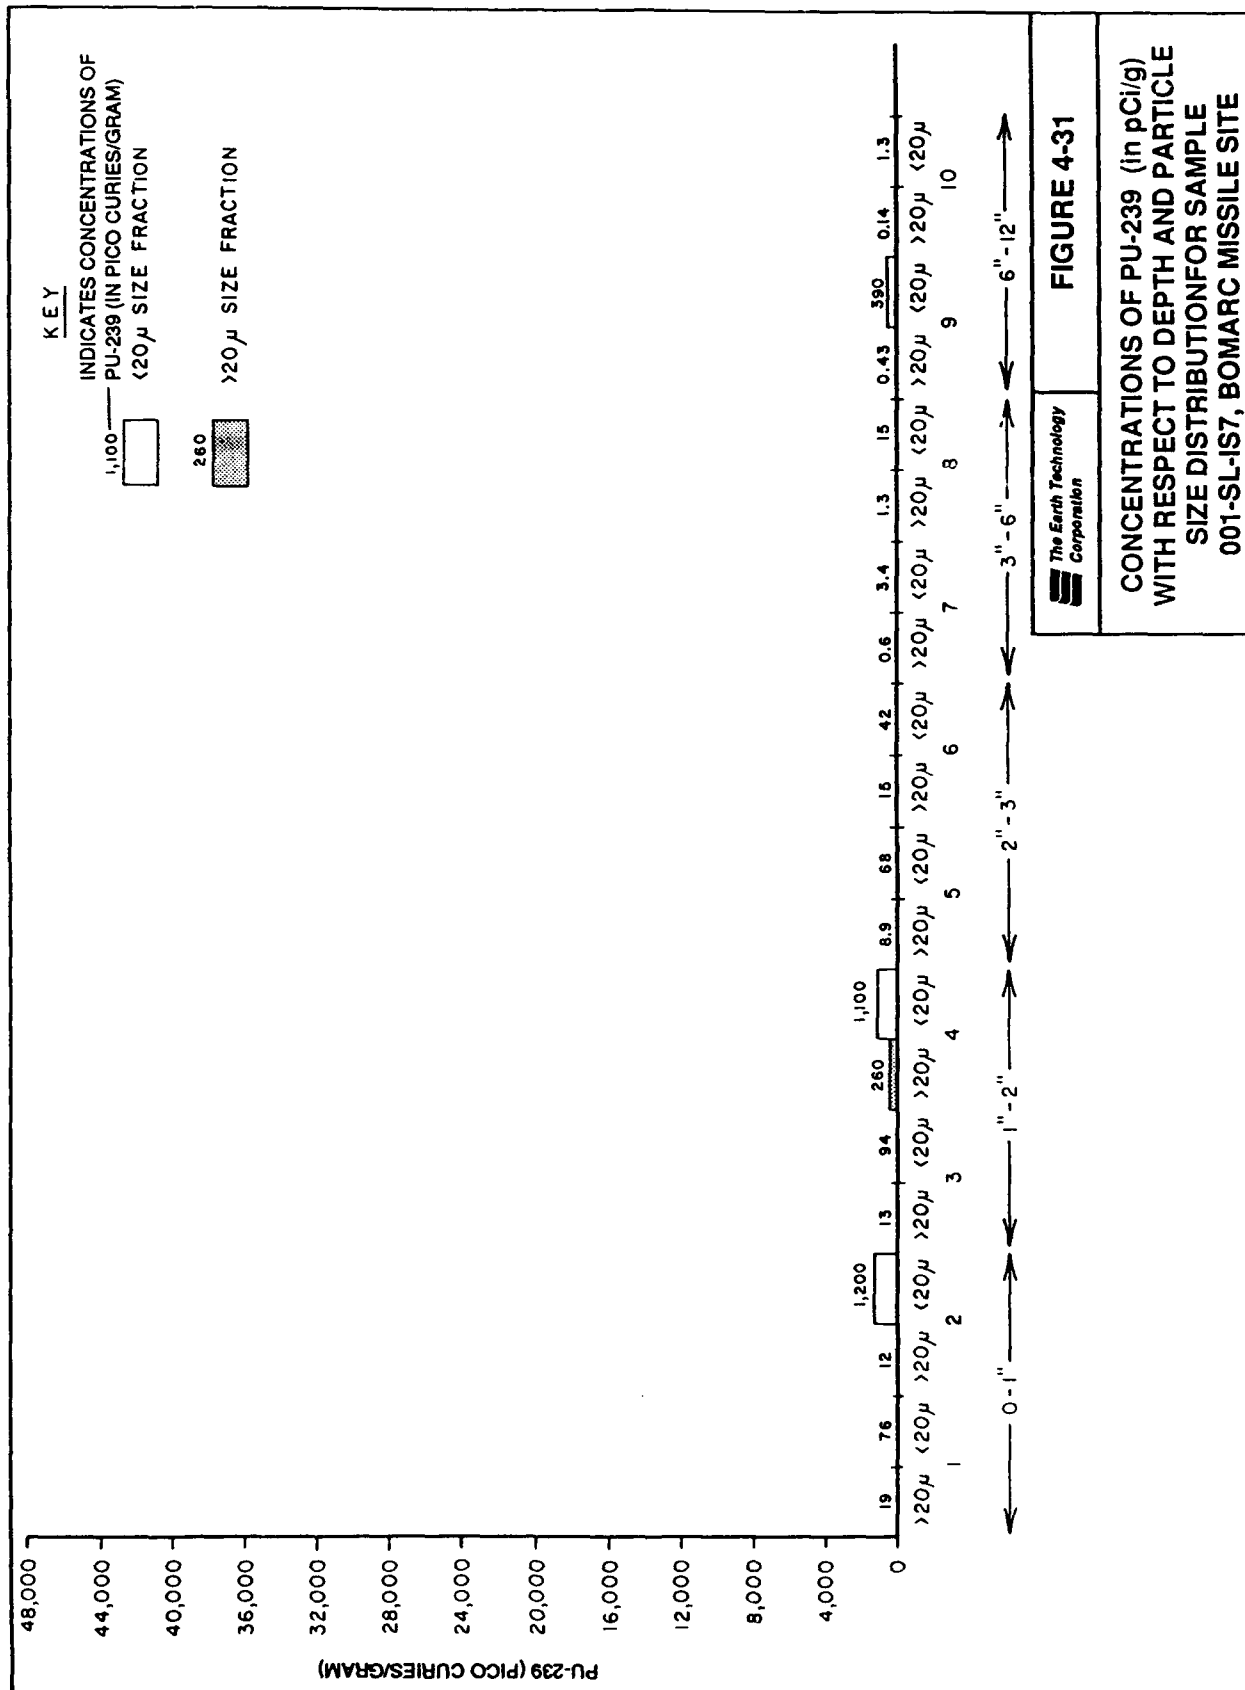 KEY
INDICATES CONCENTRATIONS OF
PU-239 (IN PICO CURIES/GRAM)
1,100
<20μ SIZE FRACTION
260
>20μ SIZE FRACTION
PU-239 (PICO CURIES/GRAM)
48,000
44,000
40,000
36,000
32,000
28,000
24,000
20,000
16,000
12,000
8,000
4,000
0
19 76 12 1,200 13 94 260 1,100 8.9 68 15 42 0.6 3.4 1.3 15 0.43 390 0.14 1.3
>20μ <20μ >20μ <20μ >20μ <20μ >20μ <20μ >20μ <20μ >20μ <20μ >20μ <20μ >20μ <20μ >20μ <20μ >20μ <20μ
1 2 3 4 5 6 7 8 9 10
0-1" 1"-2" 2"-3" 3"-6" 6"-12"
The Earth Technology
Corporation
FIGURE 4-31
CONCENTRATIONS OF PU-239 (in pCi/g)
WITH RESPECT TO DEPTH AND PARTICLE
SIZE DISTRIBUTIONFOR SAMPLE
001-SL-IS7, BOMARC MISSILE SITE